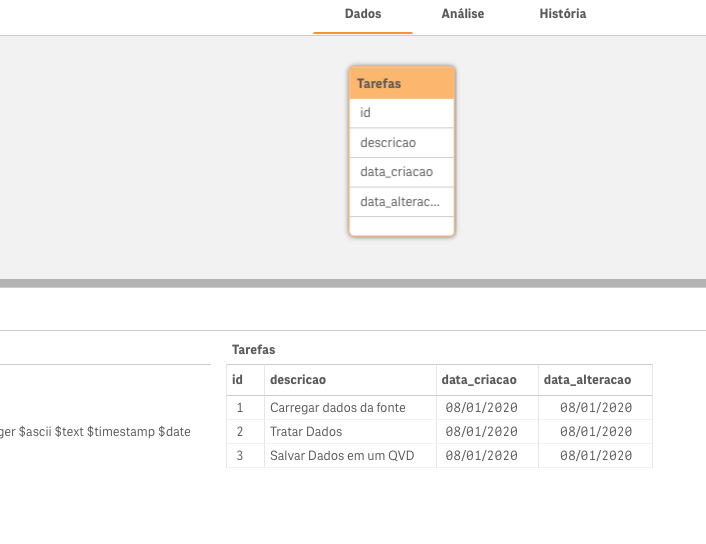 Dados Análise História
Tarefas
id
descricao
data_criacao
data_alterac...
Tarefas
id descricao data_criacao data_alteracao
1 Carregar dados da fonte 08/01/2020 08/01/2020
ger $ascii $text $timestamp $date
2 Tratar Dados 08/01/2020 08/01/2020
3 Salvar Dados em um QVD 08/01/2020 08/01/2020